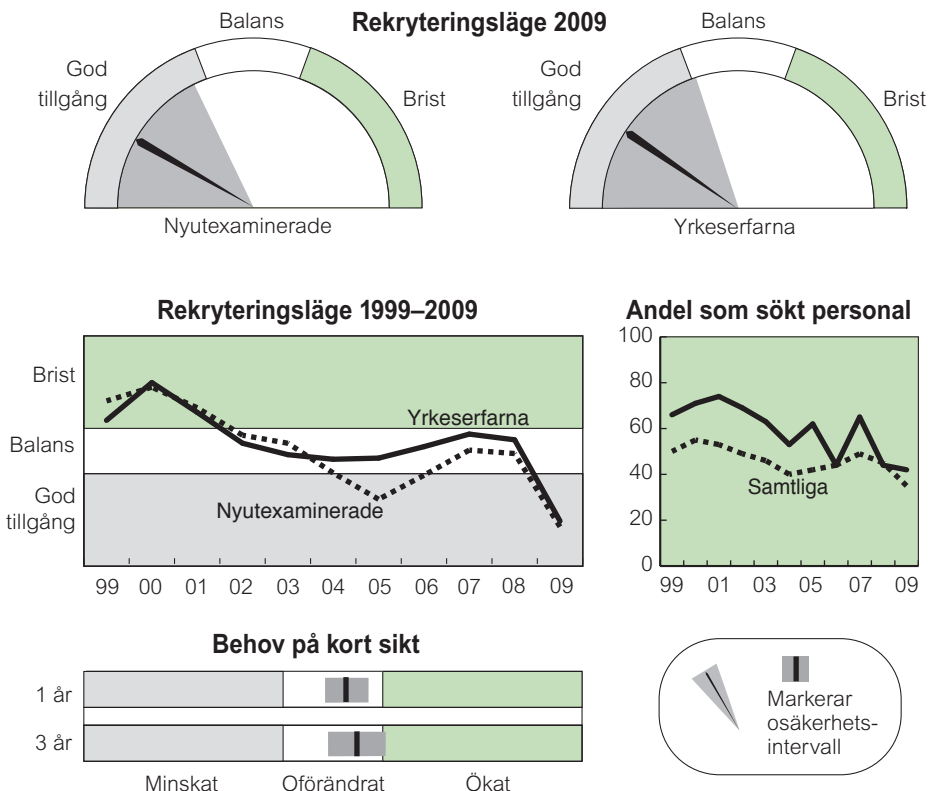 Rekryteringsläge 2009
Balans
God
tillgång
Brist
Nyutexaminerade
Balans
God
tillgång
Brist
Yrkeserfarna
Rekryteringsläge 1999–2009
Brist
Balans
God
tillgång
Yrkeserfarna
Nyutexaminerade
99 00 01 02 03 04 05 06 07 08 09
Andel som sökt personal
100
80
60
40
20
0
Samtliga
99 01 03 05 07 09
Behov på kort sikt
1 år
3 år
Minskat Oförändrat Ökat
Markerar
osäkerhets-
intervall